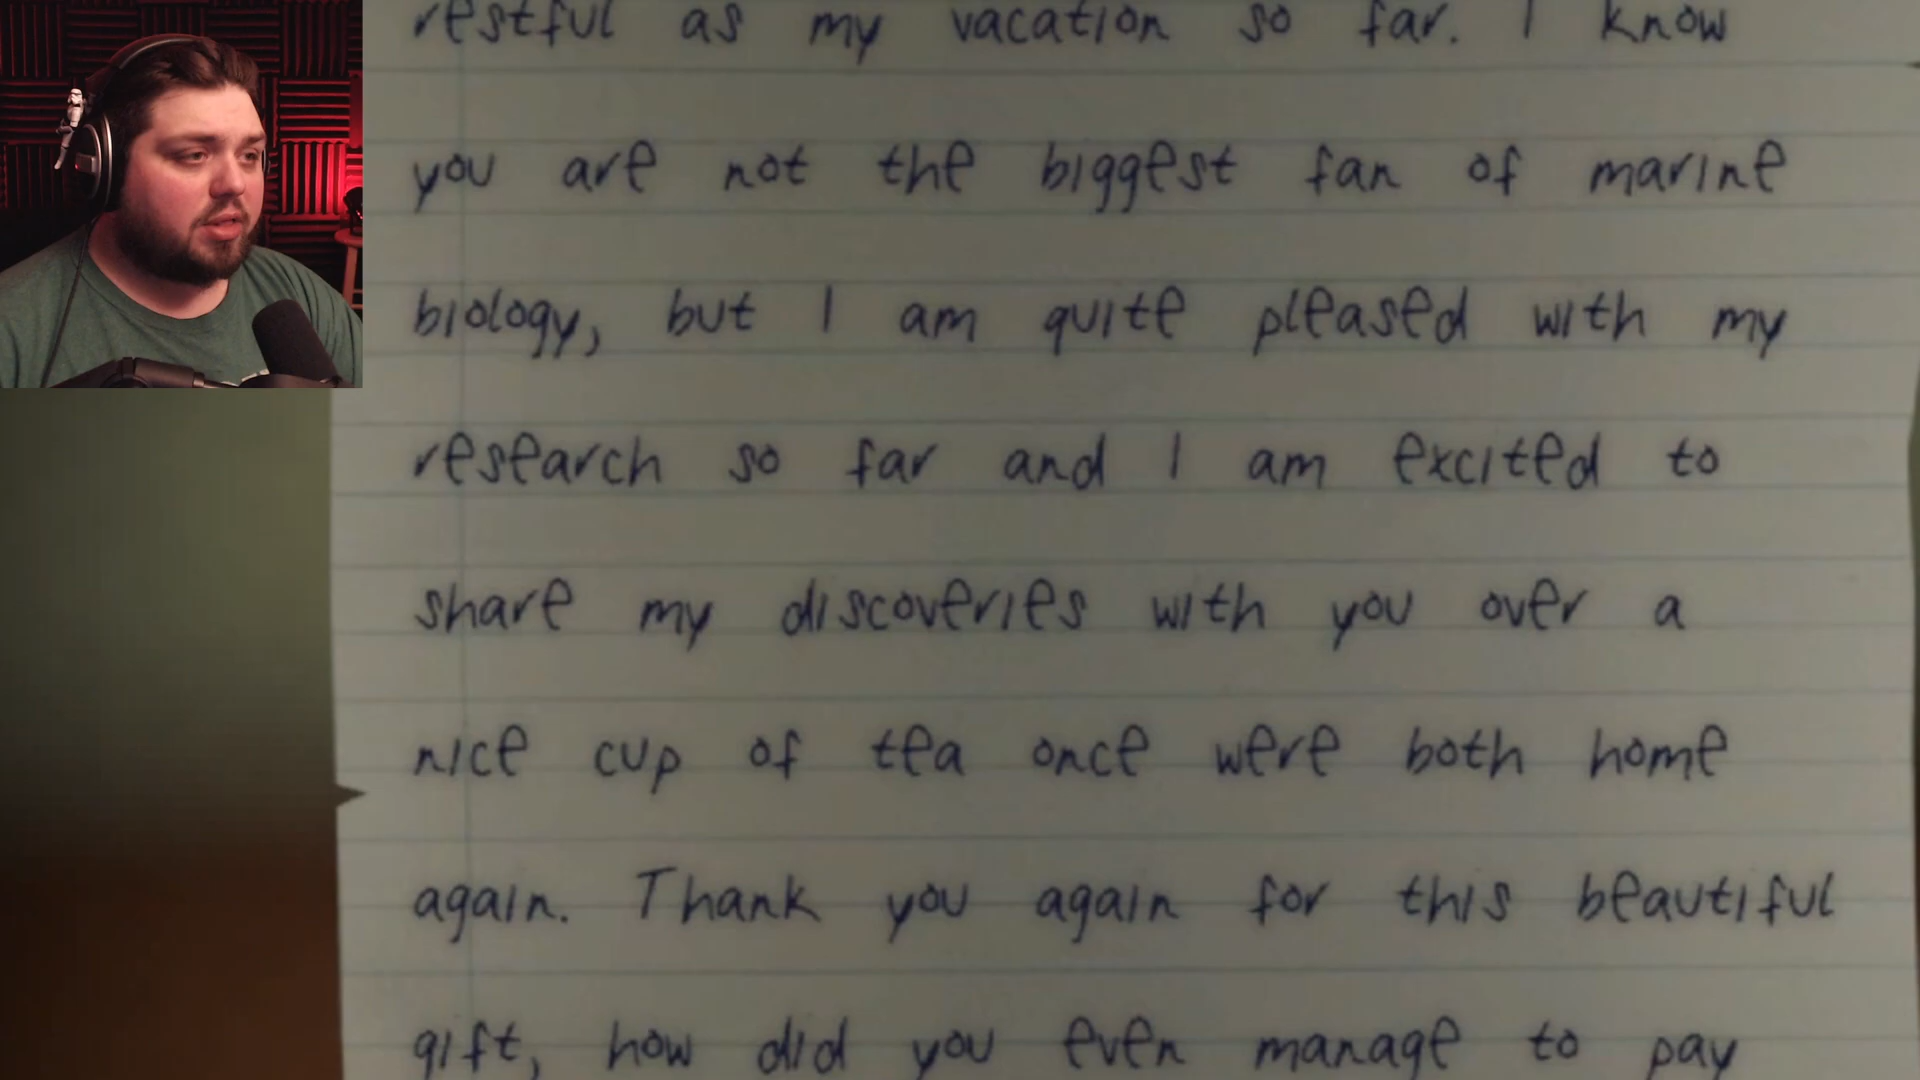 restful as my vacation so far. I know
you are not the biggest fan of marine
biology, but I am quite pleased with my
research so far and I am excited to
share my discoveries with you over a
nice cup of tea once were both home
again. Thank you again for this beautiful
gift, how did you even manage to pay